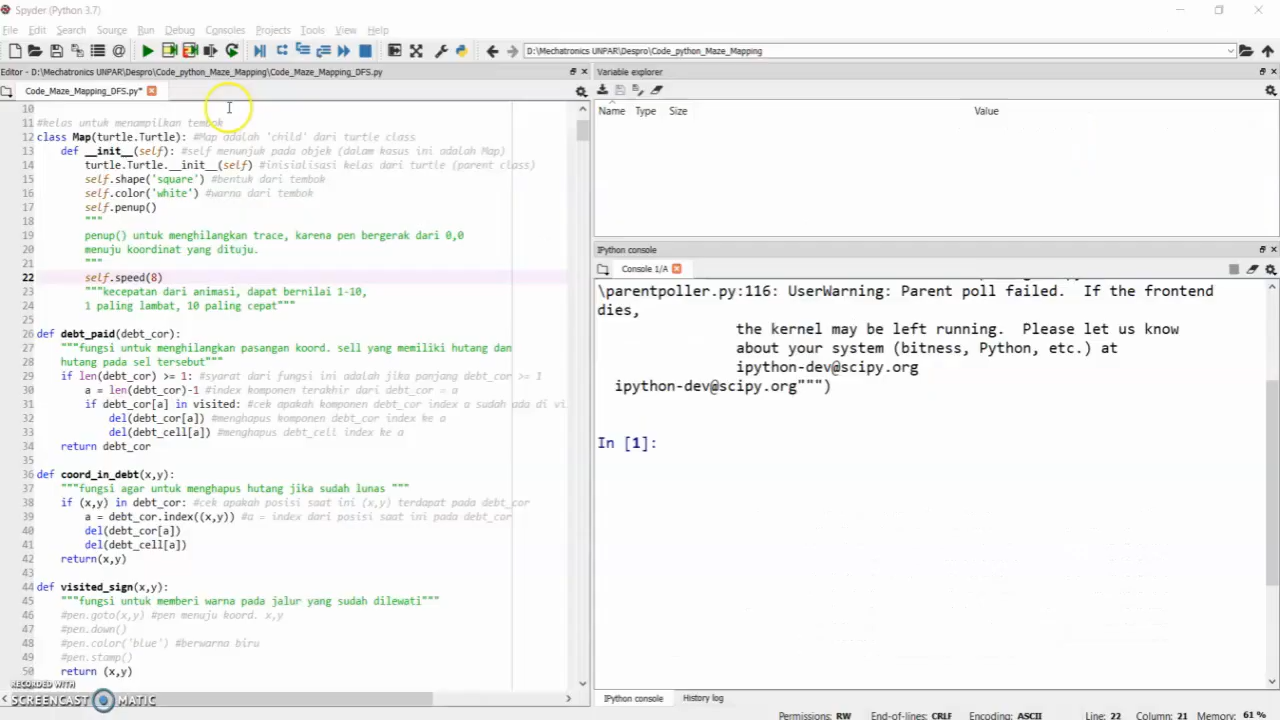 Spyder (Python 3.7)
File Edit Search Source Run Debug Consoles Projects Tools View Help
D:\Mechatronics UNPAR\Despro\Code_python_Maze_Mapping
Editor - D:\Mechatronics UNPAR\Despro\Code_python_Maze_Mapping\Code_Maze_Mapping_DFS.py
Code_Maze_Mapping_DFS.py*
10
11 #kelas untuk menampilkan tembok
12 class Map(turtle.Turtle): #Map adalah 'child' dari turtle class
13 def __init__(self): #self menunjuk pada objek (dalam kasus ini adalah Map)
14 turtle.Turtle.__init__(self) #inisialisasi kelas dari turtle (parent class)
15 self.shape('square') #bentuk dari tembok
16 self.color('white') #warna dari tembok
17 self.penup()
18 """
19 penup() untuk menghilangkan trace, karena pen bergerak dari 0,0
20 menuju koordinat yang dituju.
21 """
22 self.speed(8)
23 """kecepatan dari animasi, dapat bernilai 1-10,
24 1 paling lambat, 10 paling cepat"""
25
26 def debt_paid(debt_cor):
27 """fungsi untuk menghilangkan pasangan koord. sell yang memiliki hutang dan
28 hutang pada sel tersebut"""
29 if len(debt_cor) >= 1: #syarat dari fungsi ini adalah jika panjang debt_cor >= 1
30 a = len(debt_cor)-1 #index komponen terakhir dari debt_cor = a
31 if debt_cor[a] in visited: #cek apakah komponen debt_cor index a sudah ada di vi
32 del(debt_cor[a]) #menghapus komponen debt_cor index ke a
33 del(debt_cell[a]) #menghapus debt_cell index ke a
34 return debt_cor
35
36 def coord_in_debt(x,y):
37 """fungsi agar untuk menghapus hutang jika sudah lunas """
38 if (x,y) in debt_cor: #cek apakah posisi saat ini (x,y) terdapat pada debt_cor
39 a = debt_cor.index((x,y)) #a = index dari posisi saat ini pada debt_cor
40 del(debt_cor[a])
41 del(debt_cell[a])
42 return(x,y)
43
44 def visited_sign(x,y):
45 """fungsi untuk memberi warna pada jalur yang sudah dilewati"""
46 #pen.goto(x,y) #pen menuju koord. x,y
47 #pen.down()
48 #pen.color('blue') #berwarna biru
49 #pen.stamp()
50 return (x,y)
RECORDED WITH
SCREENCAST MATIC
Variable explorer
Name Type Size Value
IPython console
Console 1/A
\parentpoller.py:116: UserWarning: Parent poll failed. If the frontend
dies,
the kernel may be left running. Please let us know
about your system (bitness, Python, etc.) at
ipython-dev@scipy.org
ipython-dev@scipy.org""")
In [1]:
IPython console History log
Permissions: RW End-of-lines: CRLF Encoding: ASCII Line: 22 Column: 21 Memory: 61 %